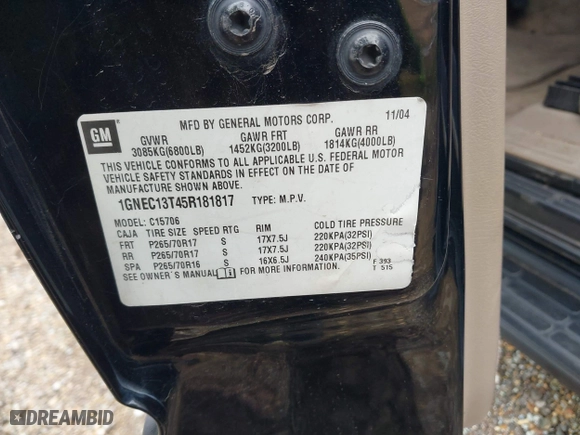 GM
MFD BY GENERAL MOTORS CORP. 11/04
GVWR GAWR FRT GAWR RR
3085KG(6800LB) 1452KG(3200LB) 1814KG(4000LB)
THIS VEHICLE CONFORMS TO ALL APPLICABLE U.S. FEDERAL MOTOR
VEHICLE SAFETY STANDARDS IN EFFECT ON THE DATE OF
MANUFACTURE SHOWN ABOVE.
1GNEC13T45R181817 TYPE: M.P.V.
MODEL: C15706
CAJA TIRE SIZE SPEED RTG RIM COLD TIRE PRESSURE
FRT P265/70R17 S 17X7.5J 220KPA(32PSI)
RR P265/70R17 S 17X7.5J 220KPA(32PSI)
SPA P265/70R16 S 16X6.5J 240KPA(35PSI)
SEE OWNER'S MANUAL FOR MORE INFORMATION.
F 393
T 515
DREAMBID